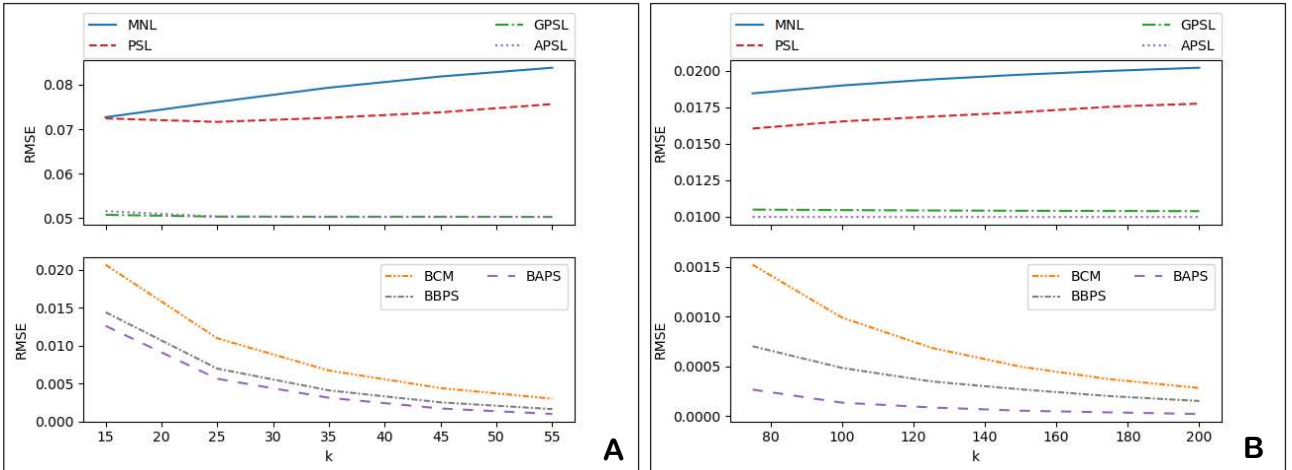 MNL
PSL
GPSL
APSL
0.08
0.07
0.06
0.05
RMSE
BCM
BBPS
BAPS
0.020
0.015
0.010
0.005
0.000
RMSE
15 20 25 30 35 40 45 50 55
k
A
MNL
PSL
GPSL
APSL
0.0200
0.0175
0.0150
0.0125
0.0100
RMSE
BCM
BBPS
BAPS
0.0015
0.0010
0.0005
0.0000
RMSE
80 100 120 140 160 180 200
k
B